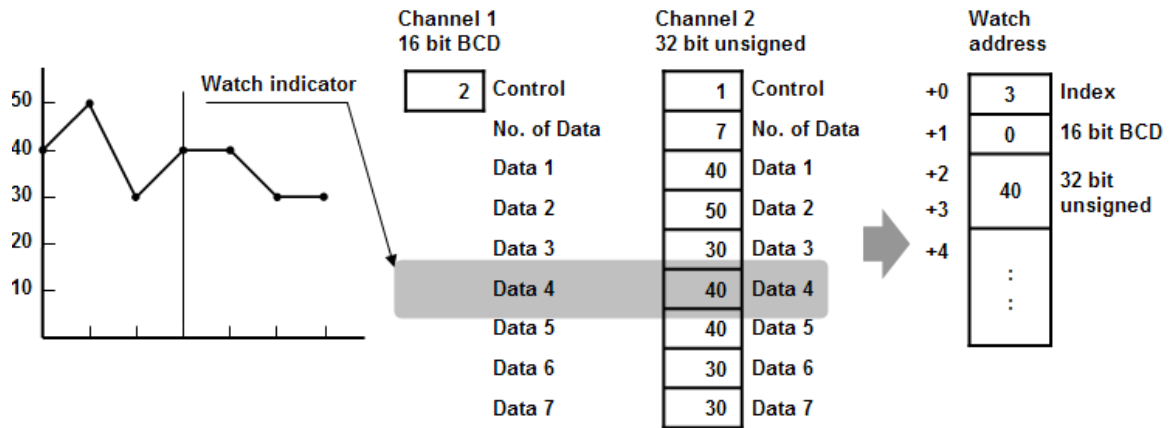 Channel 1
16 bit BCD
Channel 2
32 bit unsigned
Watch
address
Watch indicator
50
40
30
20
10
2 Control
No. of Data
Data 1
Data 2
Data 3
Data 4
Data 5
Data 6
Data 7
1 Control
7 No. of Data
40 Data 1
50 Data 2
30 Data 3
40 Data 4
40 Data 5
30 Data 6
30 Data 7
+0 3 Index
+1 0 16 bit BCD
+2
+3
40
32 bit
unsigned
+4
:
: